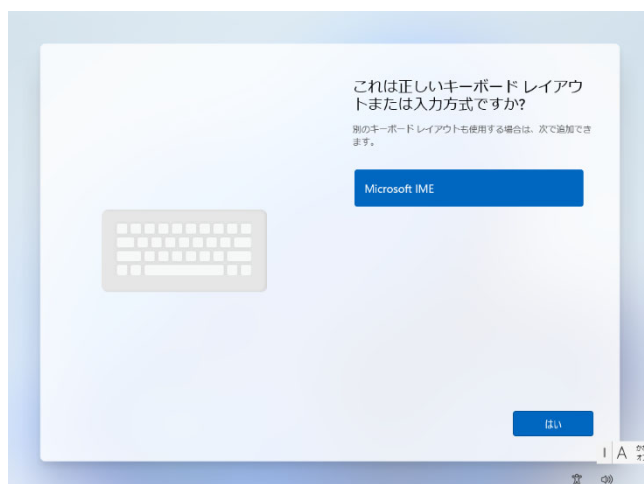 これは正しいキーボード レイアウ
トまたは入力方式ですか?
別のキーボード レイアウトも使用する場合は、次で追加でき
ます。
Microsoft IME
はい
A